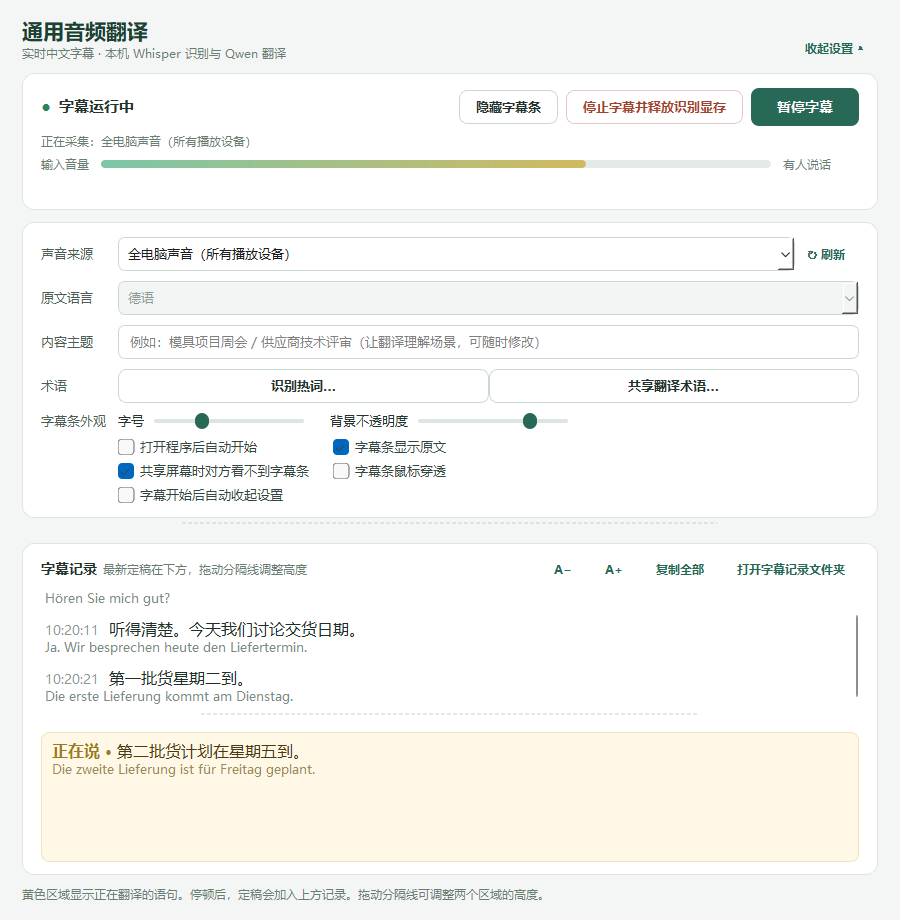 通用音频翻译
实时中文字幕 · 本机 Whisper 识别与 Qwen 翻译
收起设置 ▴
● 字幕运行中
隐藏字幕条
停止字幕并释放识别显存
暂停字幕
正在采集：全电脑声音（所有播放设备）
输入音量
有人说话
声音来源
全电脑声音（所有播放设备）
↻ 刷新
原文语言
德语
内容主题
例如：模具项目周会 / 供应商技术评审（让翻译理解场景，可随时修改）
术语
识别热词...
共享翻译术语...
字幕条外观
字号
背景不透明度
打开程序后自动开始
字幕条显示原文
共享屏幕时对方看不到字幕条
字幕条鼠标穿透
字幕开始后自动收起设置
字幕记录 最新定稿在下方，拖动分隔线调整高度
A−
A+
复制全部
打开字幕记录文件夹
Hören Sie mich gut?
10:20:11 听得清楚。今天我们讨论交货日期。
Ja. Wir besprechen heute den Liefertermin.
10:20:21 第一批货星期二到。
Die erste Lieferung kommt am Dienstag.
正在说 • 第二批货计划在星期五到。
Die zweite Lieferung ist für Freitag geplant.
黄色区域显示正在翻译的语句。停顿后，定稿会加入上方记录。拖动分隔线可调整两个区域的高度。